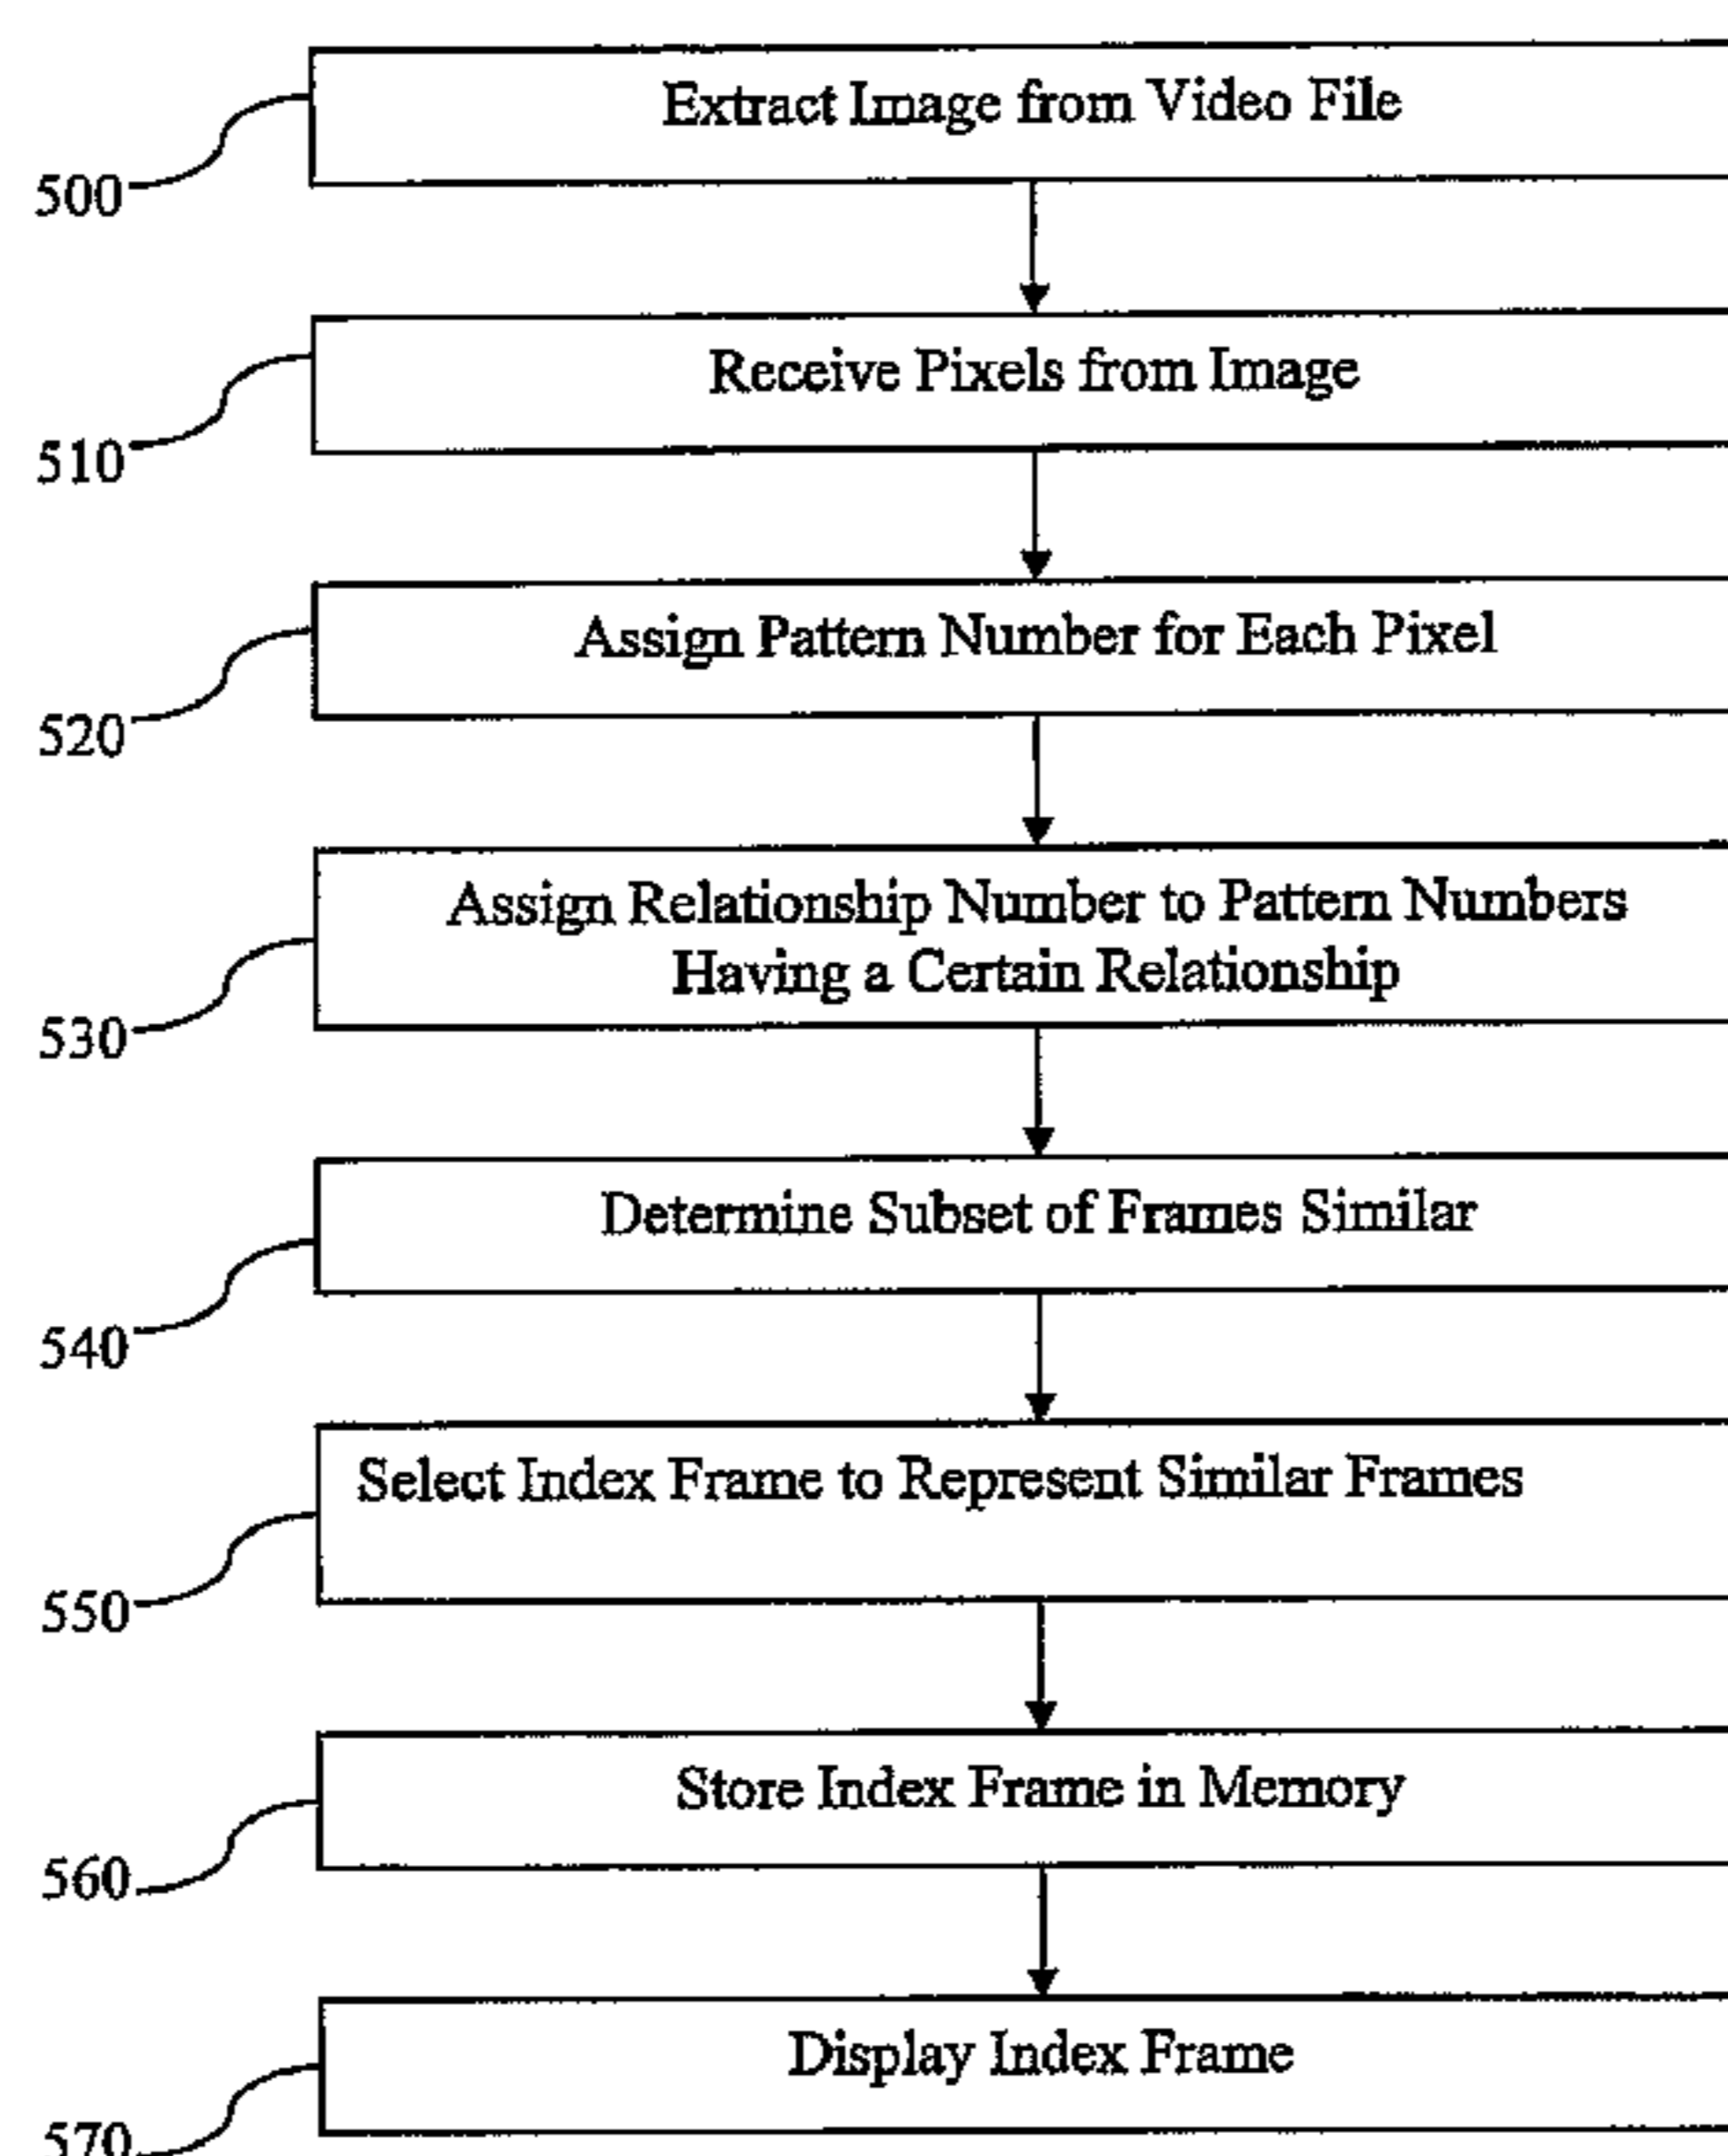 Extract Image from Video File
500
Receive Pixels from Image
510
Assign Pattern Number for Each Pixel
520
Assign Relationship Number to Pattern Numbers
Having a Certain Relationship
530
Determine Subset of Frames Similar
540
Select Index Frame to Represent Similar Frames
550
Store Index Frame in Memory
560
Display Index Frame
570